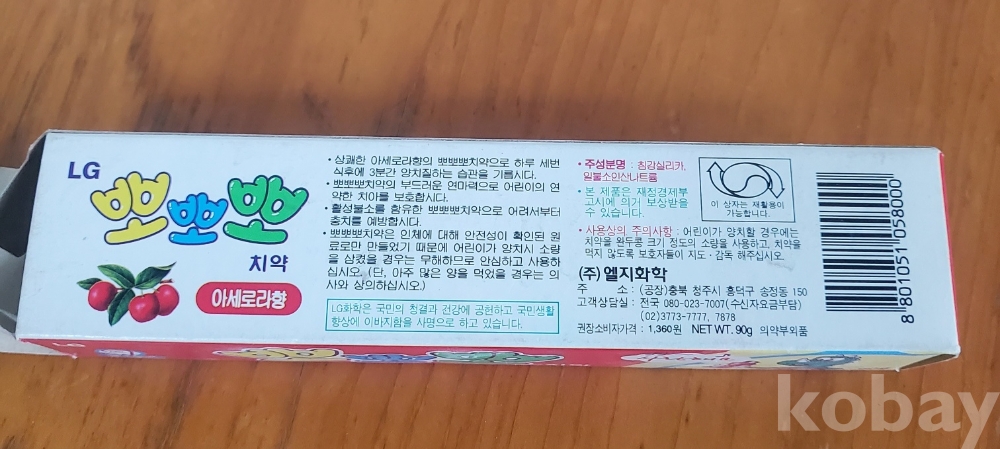 LG
뽀뽀뽀
치약
아세로라향
• 상쾌한 아세로라향의 뽀뽀뽀치약으로 하루 세번
식후에 3분간 양치질하는 습관을 기릅시다.
• 뽀뽀뽀치약의 부드러운 연마력으로 어린이의 연
약한 치아를 보호합시다.
• 활성불소를 함유한 뽀뽀뽀치약으로 어려서부터
충치를 예방합시다.
• 뽀뽀뽀치약은 인체에 대해 안전성이 확인된 원
료로만 만들었기 때문에 어린이가 양치시 소량
을 삼켰을 경우는 무해하므로 안심하고 사용하
십시오. (단, 아주 많은 양을 먹었을 경우는 의
사와 상의하십시오.)
LG화학은 국민의 청결과 건강에 공헌하고 국민생활
향상에 이바지함을 사명으로 하고 있습니다.
• 주성분명 : 침강실리카,
일불소인산나트륨
• 본 제품은 재정경제부
고시에 의거 보상받을
수 있습니다.
이 상자는 재활용이
가능합니다.
• 사용상의 주의사항 : 어린이가 양치할 경우에는
치약을 완두콩 크기 정도의 소량을 사용하고, 치약을
먹지 않도록 보호자들이 지도·감독 해주십시오.
(주)엘지화학
주 소 : (공장)충북 청주시 흥덕구 송정동 150
고객상담실 : 전국 080-023-7007(수신자요금부담)
(02)3773-7777, 7878
권장소비자가격 : 1,360원 NET WT. 90g 의약부외품
8 801051 058000
LG
kobay